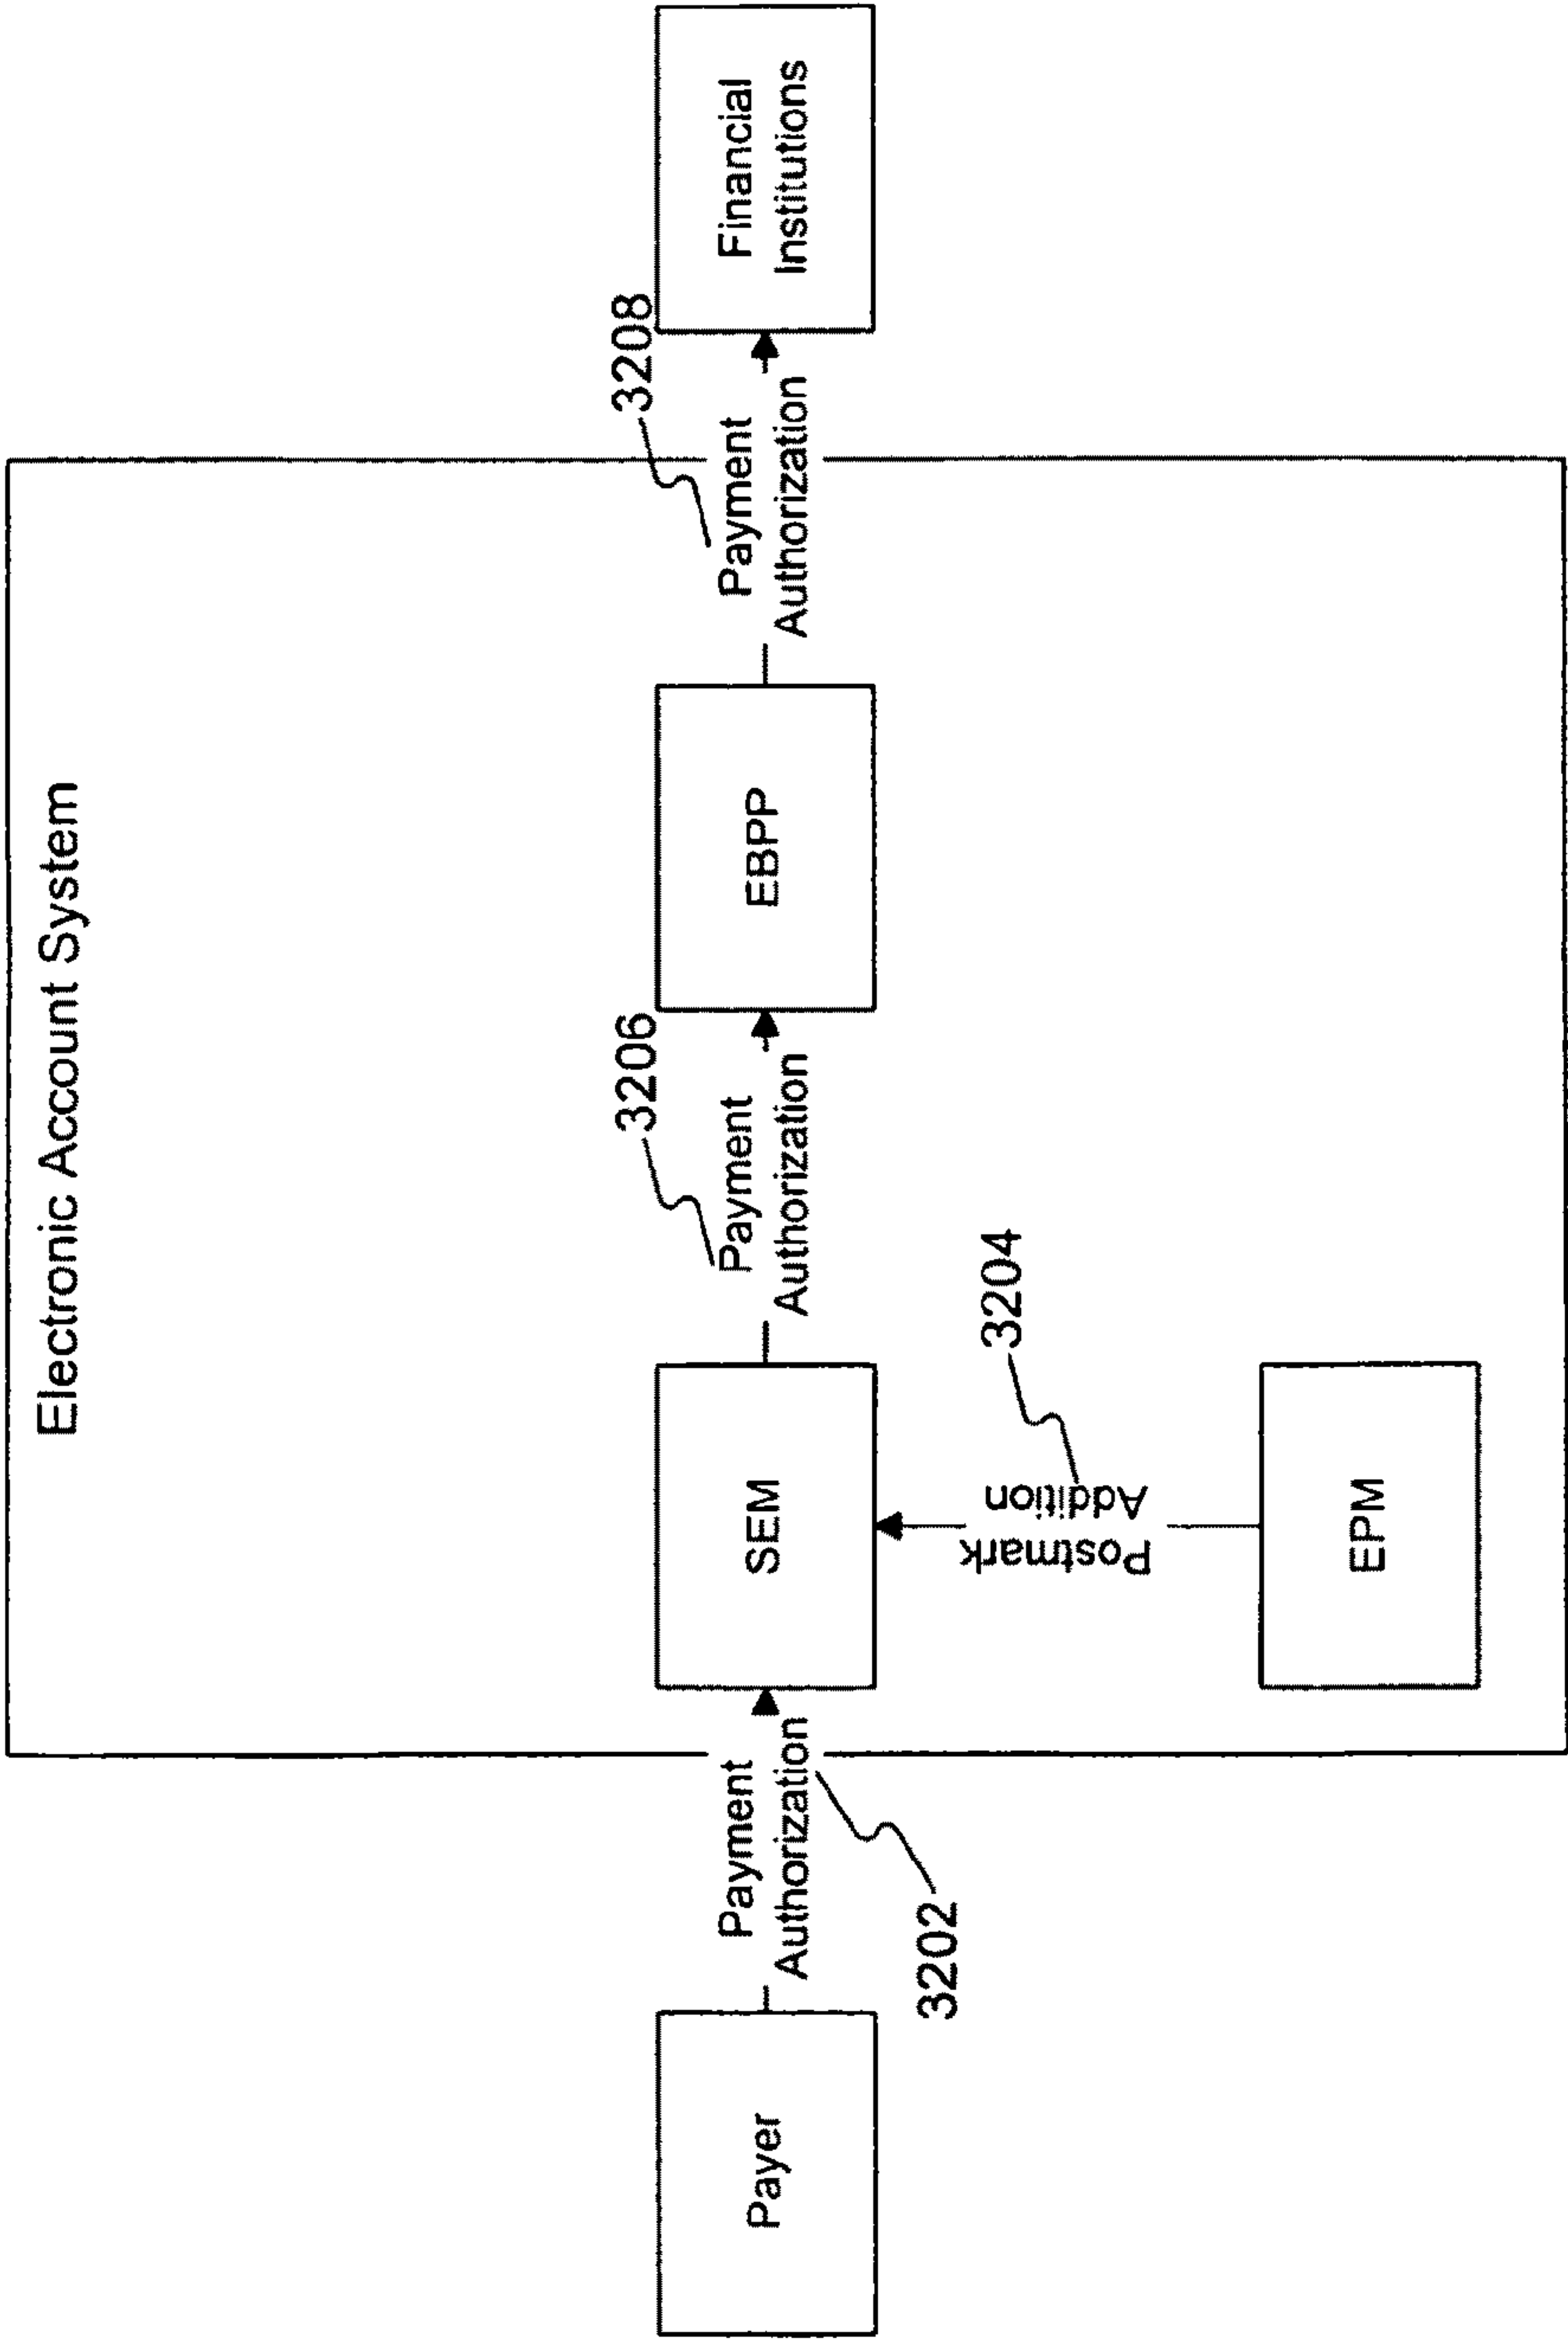 Electronic Account System
Payer
Payment
Authorization
3202
SEM
Postmark
Addition
3204
EPM
Payment
Authorization
3206
EBPP
Payment
Authorization
3208
Financial
Institutions